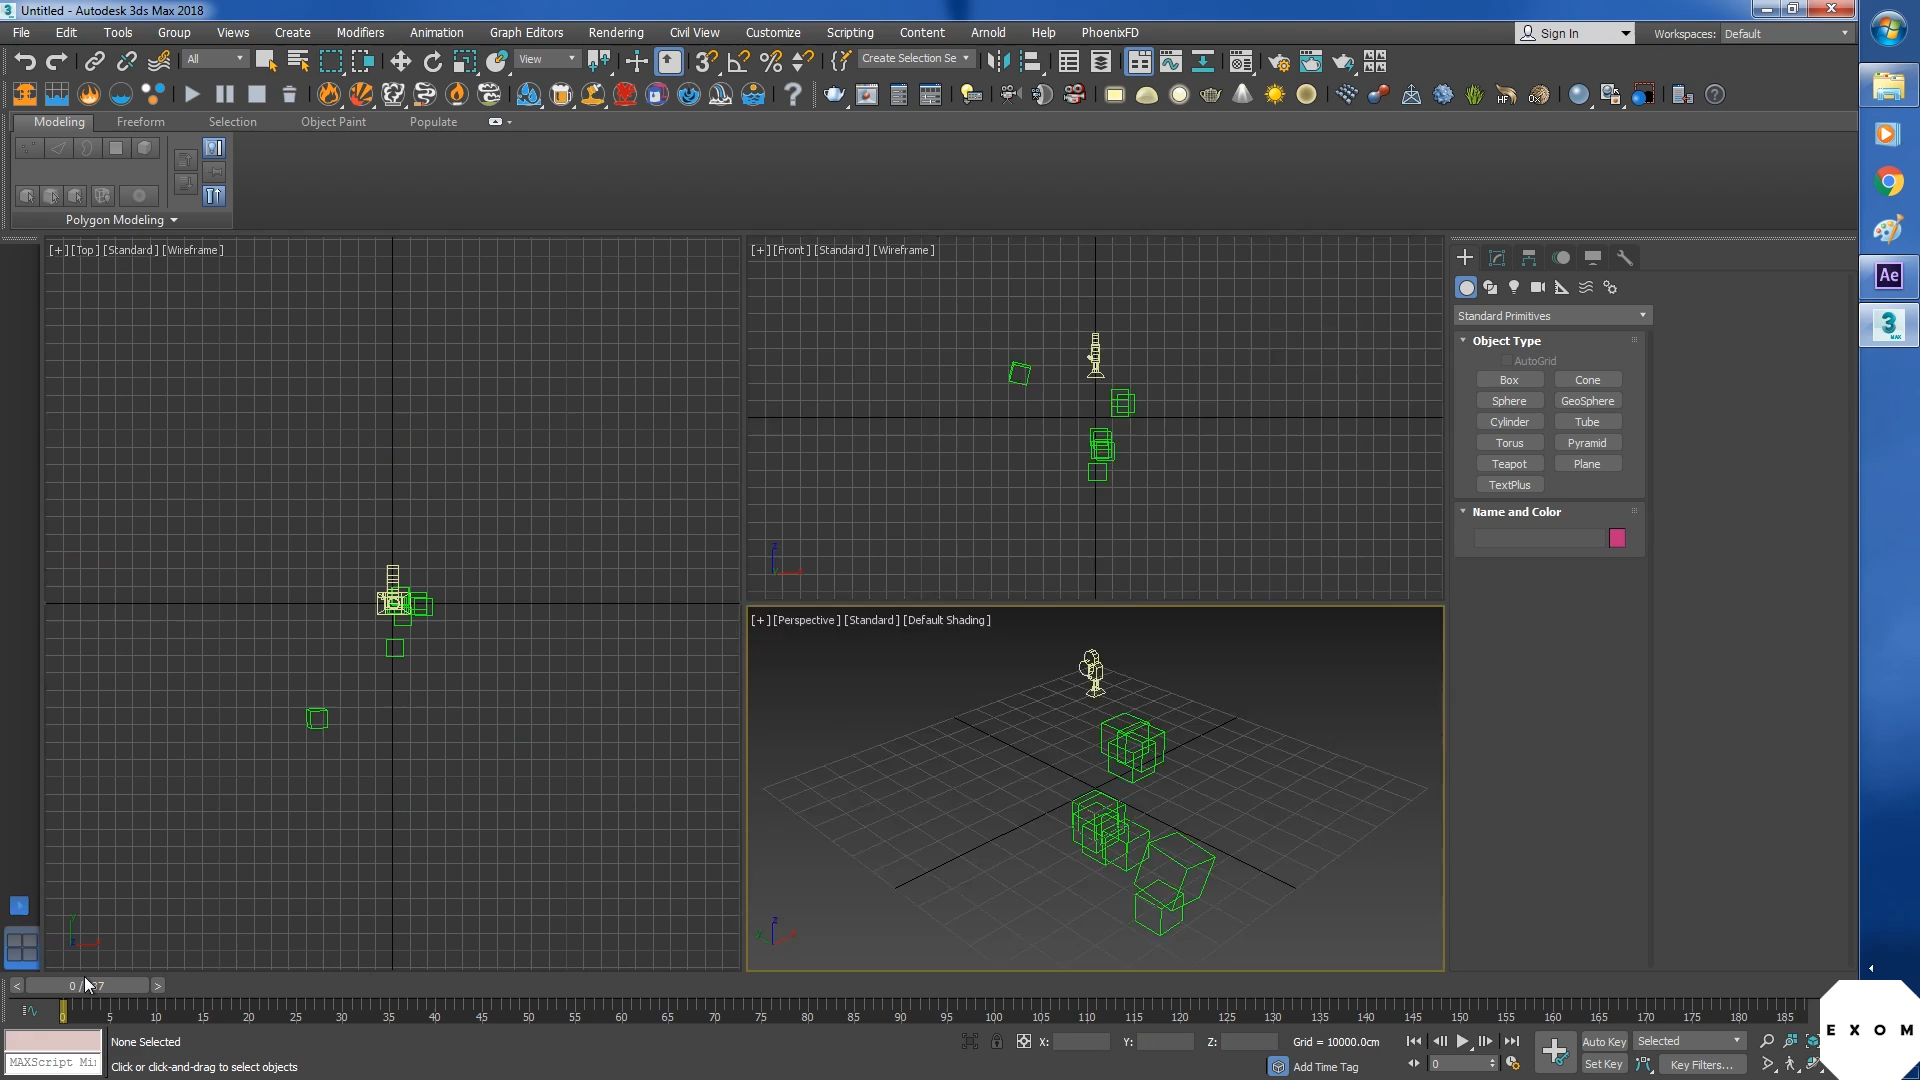 Untitled - Autodesk 3ds Max 2018
File Edit Tools Group Views Create Modifiers Animation Graph Editors Rendering Civil View Customize Scripting Content Arnold Help PhoenixFD Sign In Workspaces: Default
All View Create Selection Se
Modeling Freeform Selection Object Paint Populate
Polygon Modeling
[+] [Top] [Standard] [Wireframe]
[+] [Front] [Standard] [Wireframe]
[+] [Perspective] [Standard] [Default Shading]
Standard Primitives
Object Type
AutoGrid
Box Cone
Sphere GeoSphere
Cylinder Tube
Torus Pyramid
Teapot Plane
TextPlus
Name and Color
Ae
3
MAX
< 0 / >
0 5 10 15 20 25 30 35 40 45 50 55 60 65 70 75 80 85 90 95 100 105 110 115 120 125 130 135 140 145 150 155 160 165 170 175 180 185
None Selected X: Y: Z: Grid = 10000.0cm Auto Key Selected
MAXScript Mi Click or click-and-drag to select objects Add Time Tag 0 Set Key Key Filters...
EXOM